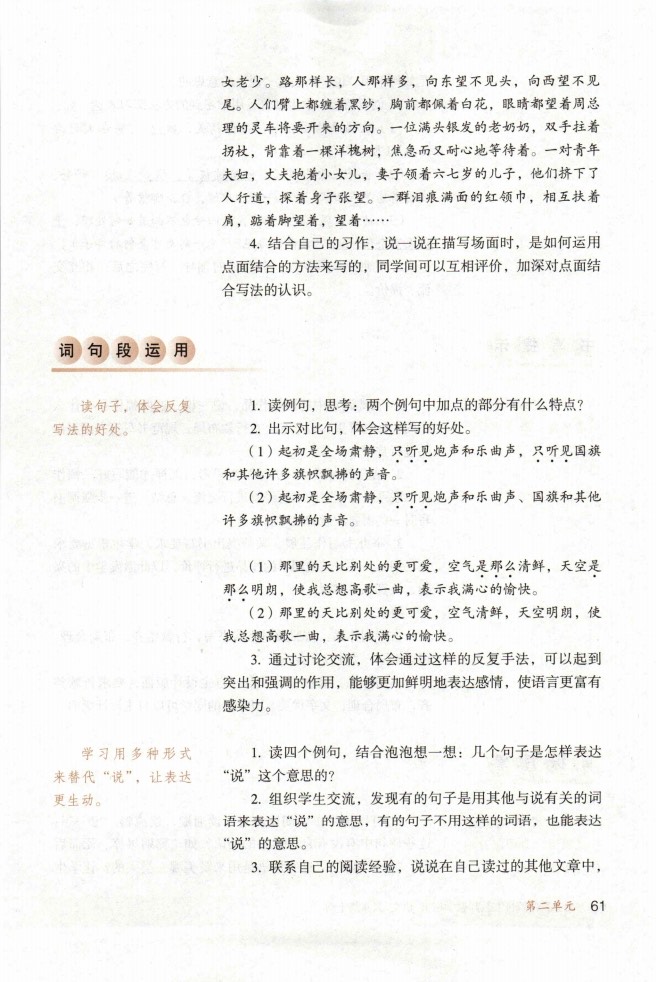 女老少。路那样长，人那样多，向东望不见头，向西望不见
尾。人们臂上都缠着黑纱，胸前都佩着白花，眼睛都望着周总
理的灵车将要开来的方向。一位满头银发的老奶奶，双手拄着
拐杖，背靠着一棵洋槐树，焦急而又耐心地等待着。一对青年
夫妇，丈夫抱着小女儿，妻子领着六七岁的儿子，他们挤下了
人行道，探着身子张望。一群泪痕满面的红领巾，相互扶着
肩，踮着脚望着，望着……
4. 结合自己的习作，说一说在描写场面时，是如何运用
点面结合的方法来写的，同学间可以互相评价，加深对点面结
合写法的认识。
词句段运用
读句子，体会反复
写法的好处。
1. 读例句，思考：两个例句中加点的部分有什么特点？
2. 出示对比句，体会这样写的好处。
（1）起初是全场肃静，只听见炮声和乐曲声，只听见国旗
和其他许多旗帜飘拂的声音。
（2）起初是全场肃静，只听见炮声和乐曲声、国旗和其他
许多旗帜飘拂的声音。
（1）那里的天比别处的更可爱，空气是那么清鲜，天空是
那么明朗，使我总想高歌一曲，表示我满心的愉快。
（2）那里的天比别处的更可爱，空气清鲜，天空明朗，使
我总想高歌一曲，表示我满心的愉快。
3. 通过讨论交流，体会通过这样的反复手法，可以起到
突出和强调的作用，能够更加鲜明地表达感情，使语言更富有
感染力。
学习用多种形式
来替代“说”，让表达
更生动。
1. 读四个例句，结合泡泡想一想：几个句子是怎样表达
“说”这个意思的？
2. 组织学生交流，发现有的句子是用其他与说有关的词
语来表达“说”的意思，有的句子不用这样的词语，也能表达
“说”的意思。
3. 联系自己的阅读经验，说说在自己读过的其他文章中，
第二单元 61